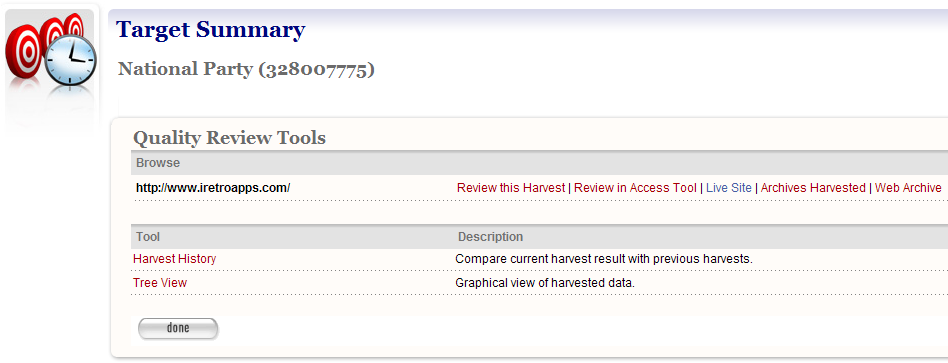 Target Summary
National Party (328007775)
Quality Review Tools
Browse
http://www.iretroapps.com/ Review this Harvest | Review in Access Tool | Live Site | Archives Harvested | Web Archive
Tool Description
Harvest History Compare current harvest result with previous harvests.
Tree View Graphical view of harvested data.
done